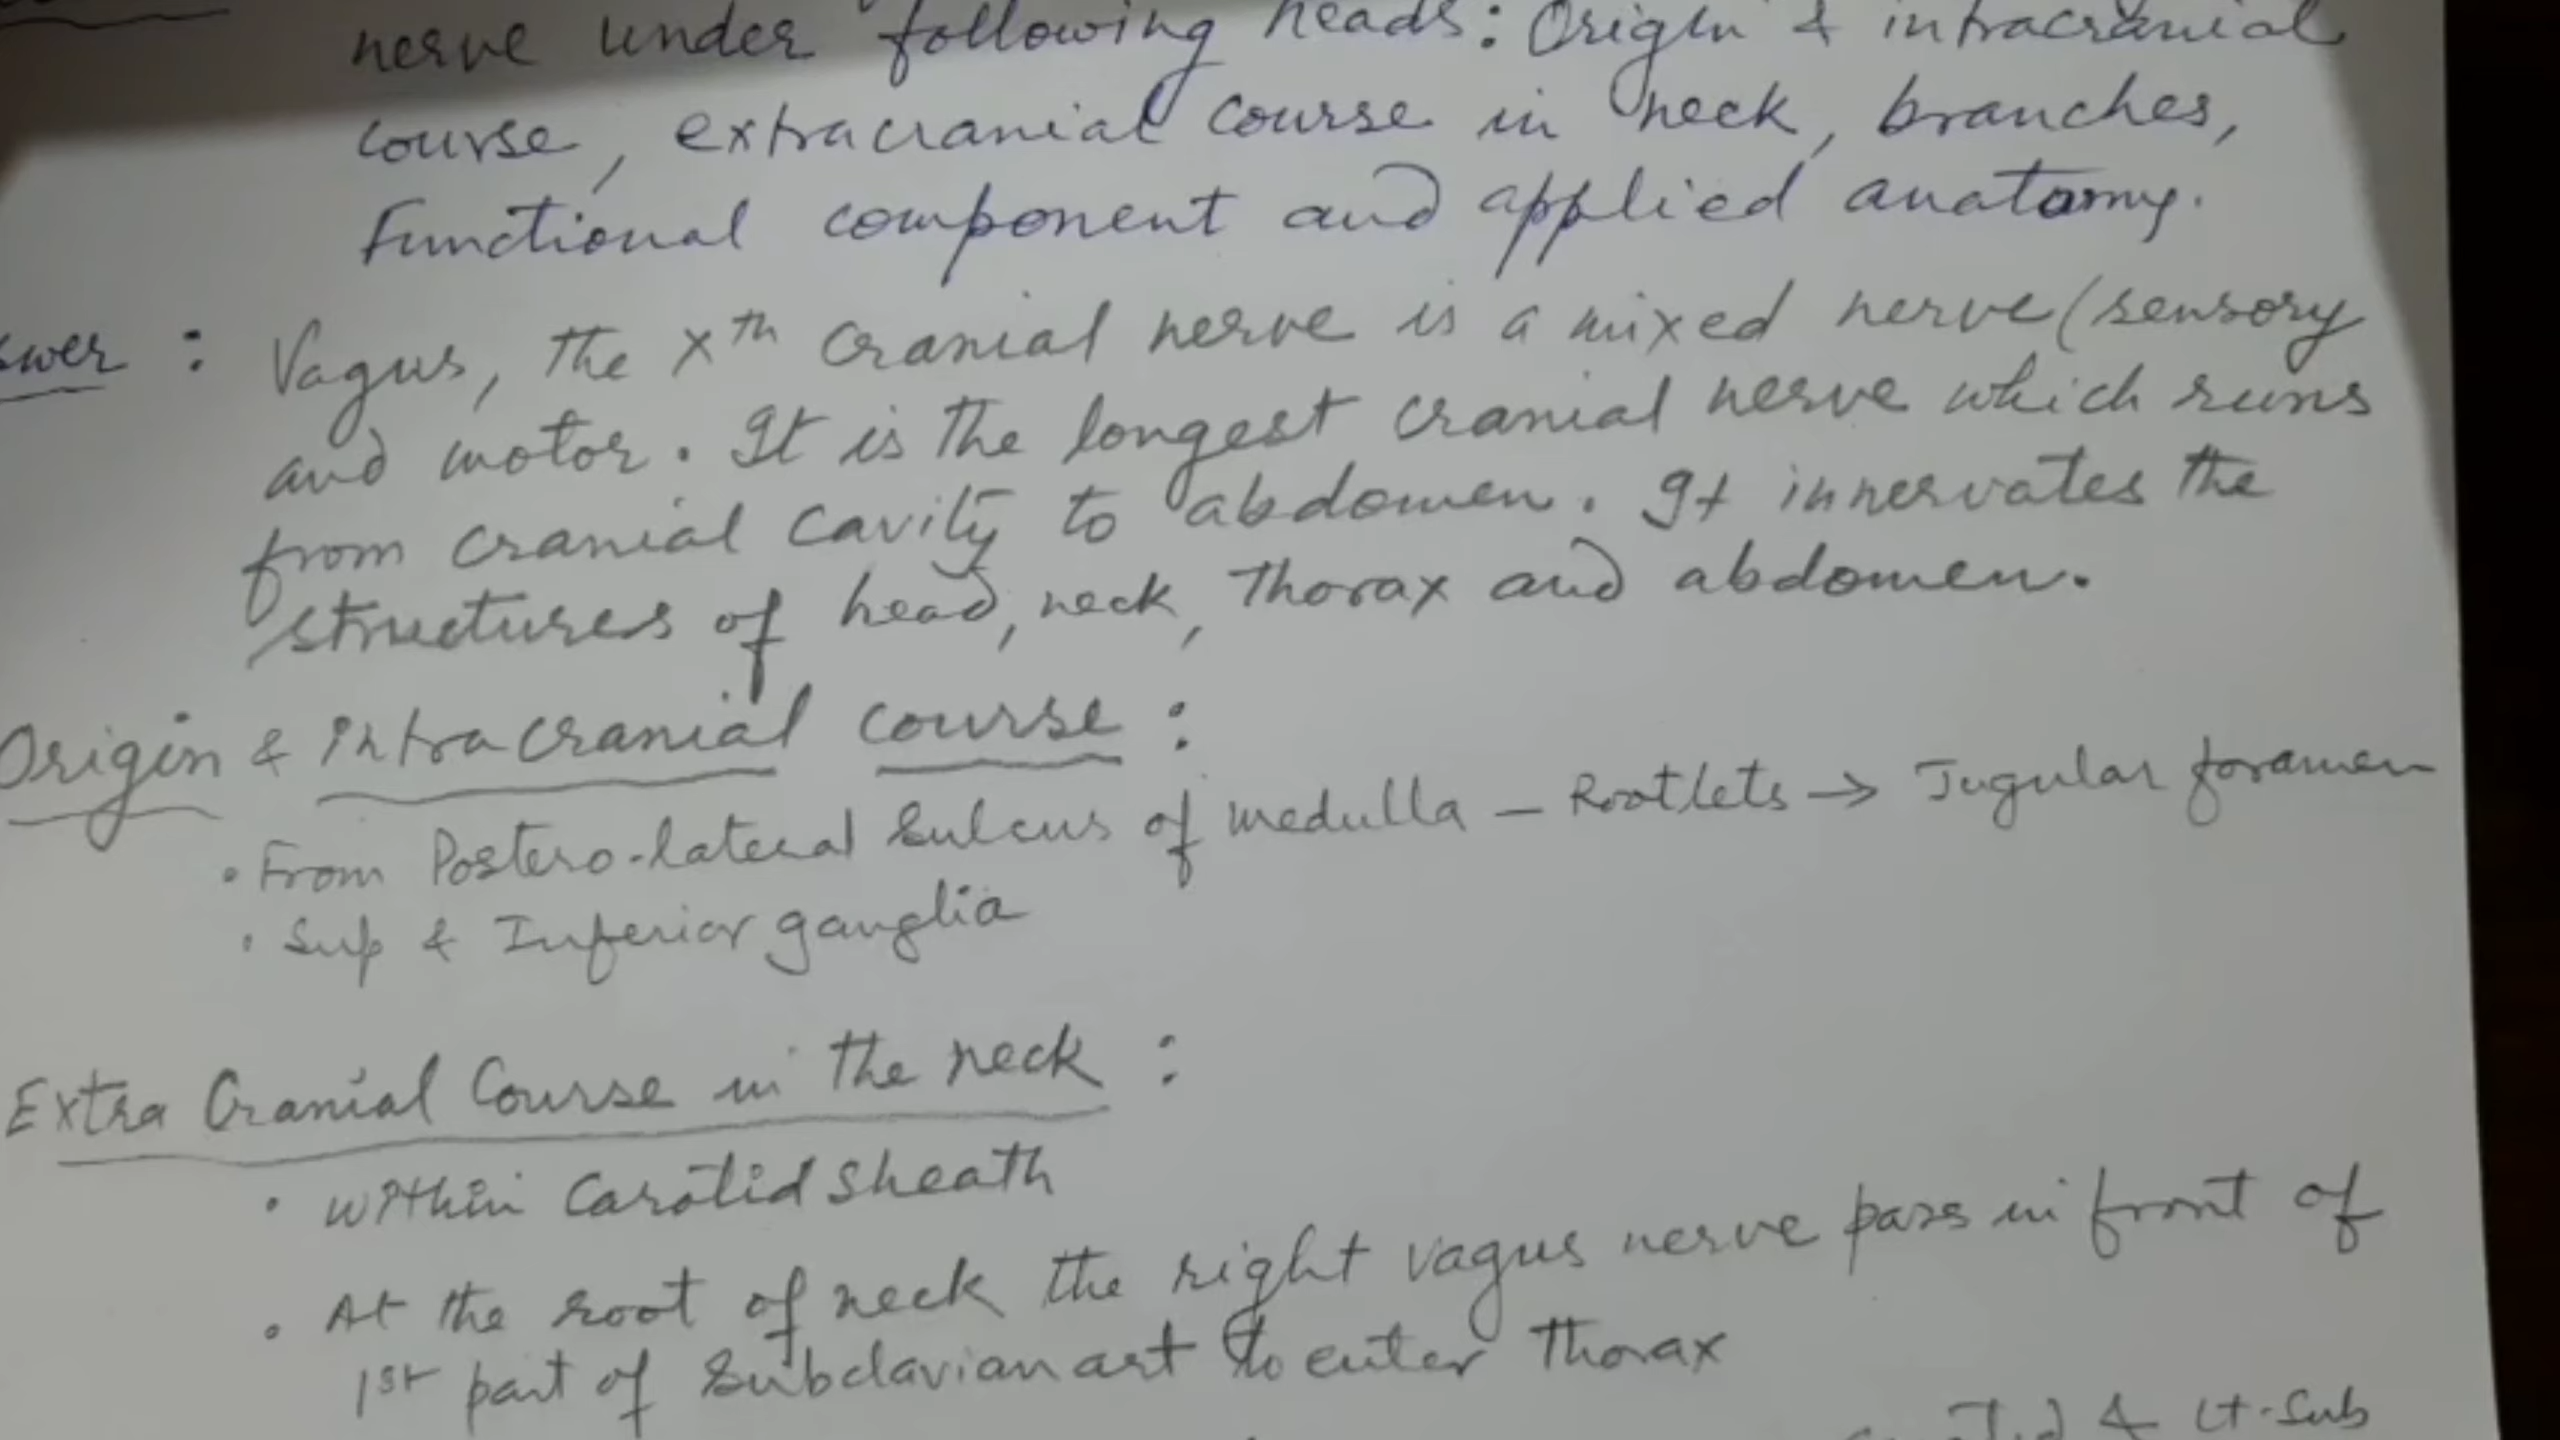 nerve under following heads: Origin & intracranial
course, extracranial course in neck, branches,
Functional component and applied anatomy.
swer : Vagus, the xth cranial nerve is a mixed nerve (sensory
and motor. It is the longest cranial nerve which runs
from cranial cavity to abdomen. It innervates the
structures of head, neck, Thorax and abdomen.
Origin & intracranial course :
• From Postero-lateral sulcus of medulla – Rootlets → Jugular foramen
• Sup & Inferior ganglia
Extra Cranial Course in the neck :
• within Carotid sheath
• At the root of neck the right vagus nerve pass in front of
1st part of subclavian art to enter Thorax
& Lt. Sub